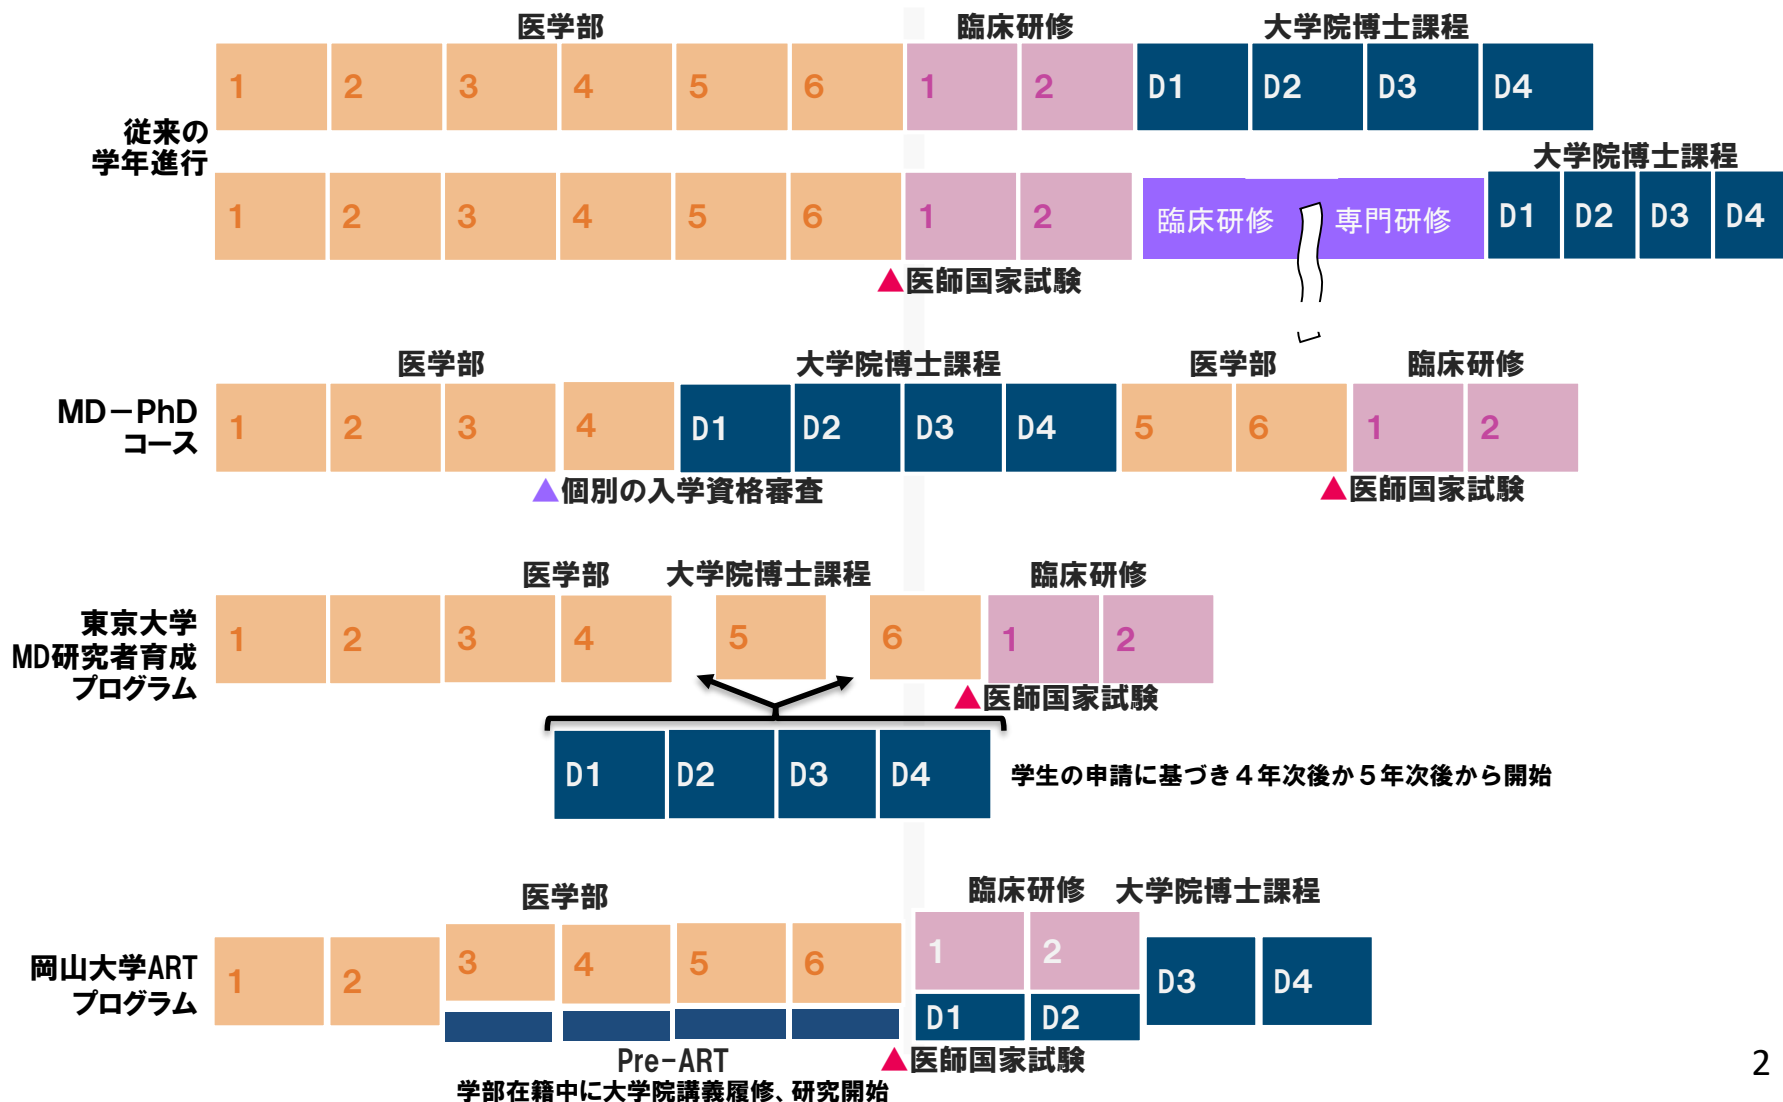 医学部 臨床研修 大学院博士課程
1 2 3 4 5 6 1 2 D1 D2 D3 D4
従来の
学年進行
大学院博士課程
1 2 3 4 5 6 1 2 臨床研修 専門研修 D1 D2 D3 D4
▲医師国家試験
医学部 大学院博士課程 医学部 臨床研修
MD－PhD
コース
1 2 3 4 D1 D2 D3 D4 5 6 1 2
▲個別の入学資格審査 ▲医師国家試験
医学部 大学院博士課程 臨床研修
東京大学
MD研究者育成
プログラム
1 2 3 4 5 6 1 2
▲医師国家試験
D1 D2 D3 D4 学生の申請に基づき４年次後か５年次後から開始
医学部 臨床研修 大学院博士課程
岡山大学ART
プログラム
1 2 3 4 5 6 1 2 D3 D4
D1 D2
Pre-ART ▲医師国家試験
学部在籍中に大学院講義履修、研究開始
2